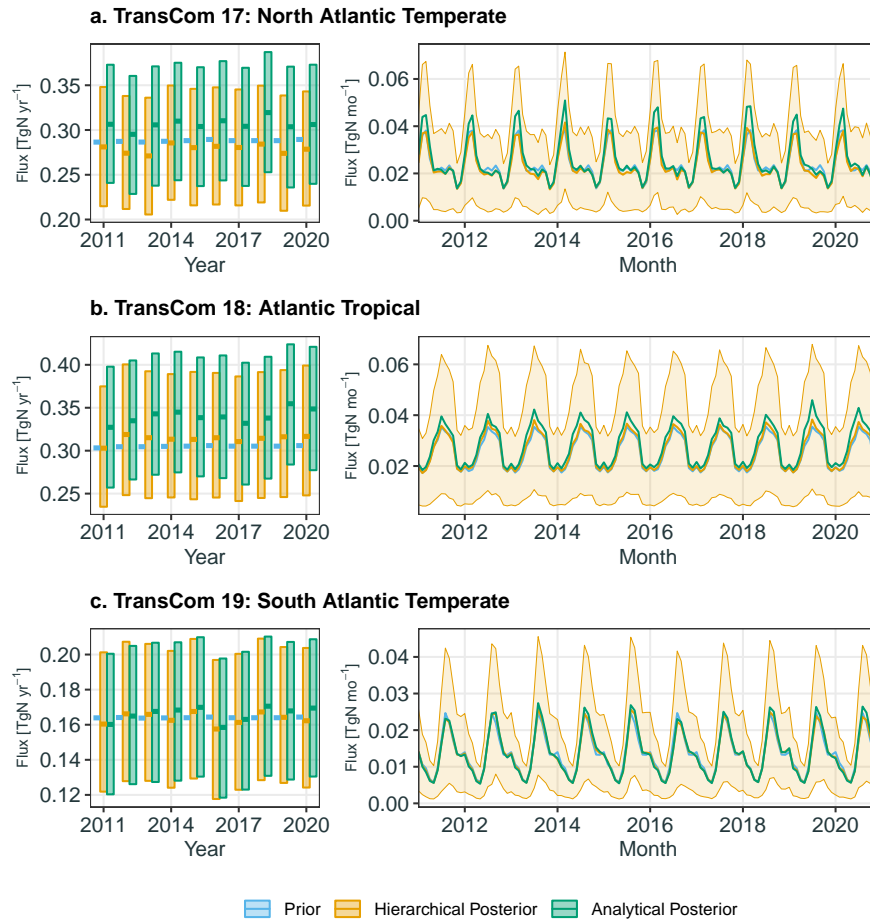 a. TransCom 17: North Atlantic Temperate
Flux [TgN yr⁻¹]
0.35
0.30
0.25
0.20
2011 2014 2017 2020
Year
Flux [TgN mo⁻¹]
0.06
0.04
0.02
0.00
2012 2014 2016 2018 2020
Month
b. TransCom 18: Atlantic Tropical
Flux [TgN yr⁻¹]
0.40
0.35
0.30
0.25
2011 2014 2017 2020
Year
Flux [TgN mo⁻¹]
0.06
0.04
0.02
2012 2014 2016 2018 2020
Month
c. TransCom 19: South Atlantic Temperate
Flux [TgN yr⁻¹]
0.20
0.18
0.16
0.14
0.12
2011 2014 2017 2020
Year
Flux [TgN mo⁻¹]
0.04
0.03
0.02
0.01
0.00
2012 2014 2016 2018 2020
Month
Prior Hierarchical Posterior Analytical Posterior